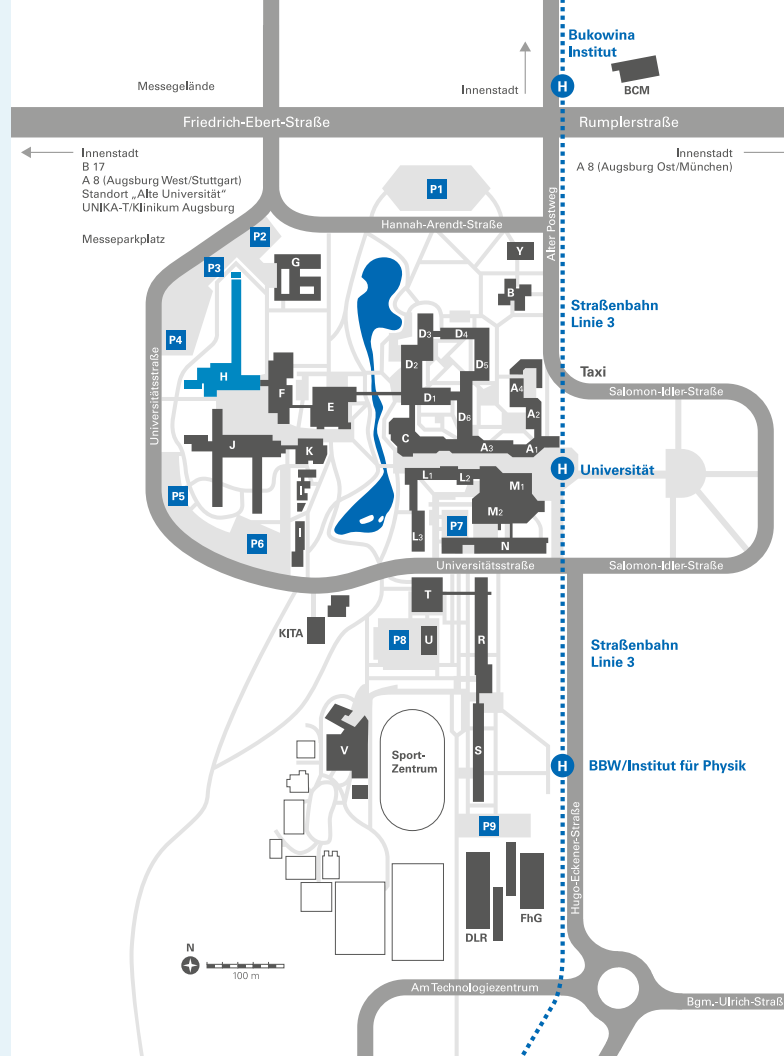 Bukowina
Institut
Messegelände
Innenstadt
H
BCM
Friedrich-Ebert-Straße
Rumplerstraße
Innenstadt
B 17
A 8 (Augsburg West/Stuttgart)
Standort „Alte Universität“
UNIKA-T/Klinikum Augsburg
Innenstadt
A 8 (Augsburg Ost/München)
P1
Hannah-Arendt-Straße
Alter Postweg
Messeparkplatz
P2
P3
G
Y
B
Straßenbahn
Linie 3
P4
D3
D4
D2
D5
Universitätsstraße
H
F
E
D1
D6
A4
A2
Taxi
Salomon-Idler-Straße
J
K
C
A3
A1
H
Universität
L1
L2
M1
I
P5
M2
P7
P6
I
L3
N
Universitätsstraße
Salomon-Idler-Straße
T
KITA
P8
U
R
Straßenbahn
Linie 3
V
Sport-
Zentrum
S
H
BBW/Institut für Physik
P9
Hugo-Eckener-Straße
DLR
FhG
N
100 m
Am Technologiezentrum
Bgm.-Ulrich-Straß